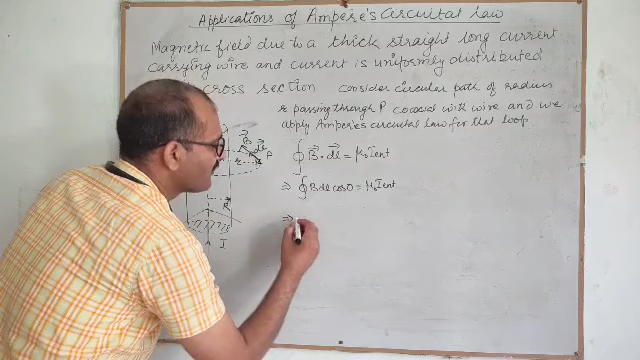 Applications of Ampere's Circuital Law
Magnetic field due to a thick straight long current
carrying wire and current is uniformly distributed
cross section Consider circular path of radius
r passing through P coaxial with wire and we
apply Ampere's circuital law for that loop
∮ B⃗ · dl⃗ = μ₀Ient
⇒ ∮ B dl cos0 = μ₀Ient
⇒
B⃗ dl⃗
r P
R
I